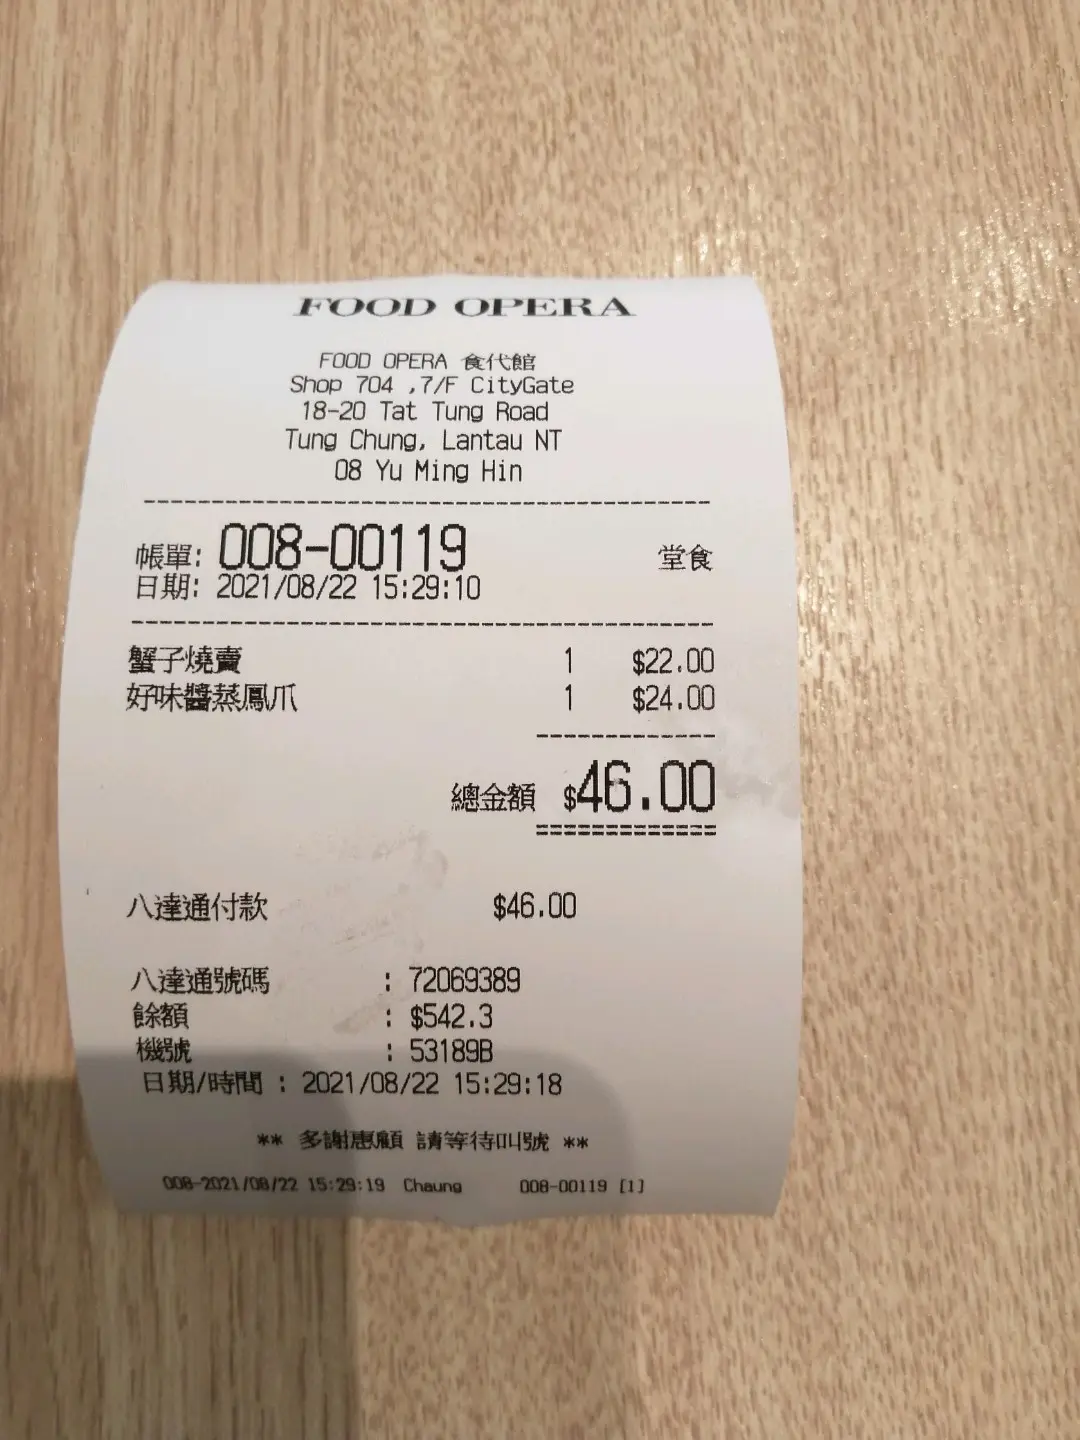 FOOD OPERA
FOOD OPERA 食代館
Shop 704 ,7/F CityGate
18-20 Tat Tung Road
Tung Chung, Lantau NT
08 Yu Ming Hin
帳單: 008-00119 堂食
日期: 2021/08/22 15:29:10
蟹子燒賣 1 $22.00
好味醬蒸鳳爪 1 $24.00
總金額 $46.00
八達通付款 $46.00
八達通號碼 : 72069389
餘額 : $542.3
機號 : 53189B
日期/時間 : 2021/08/22 15:29:18
** 多謝惠顧 請等待叫號 **
008-2021/08/22 15:29:19 Chaung 008-00119 [1]